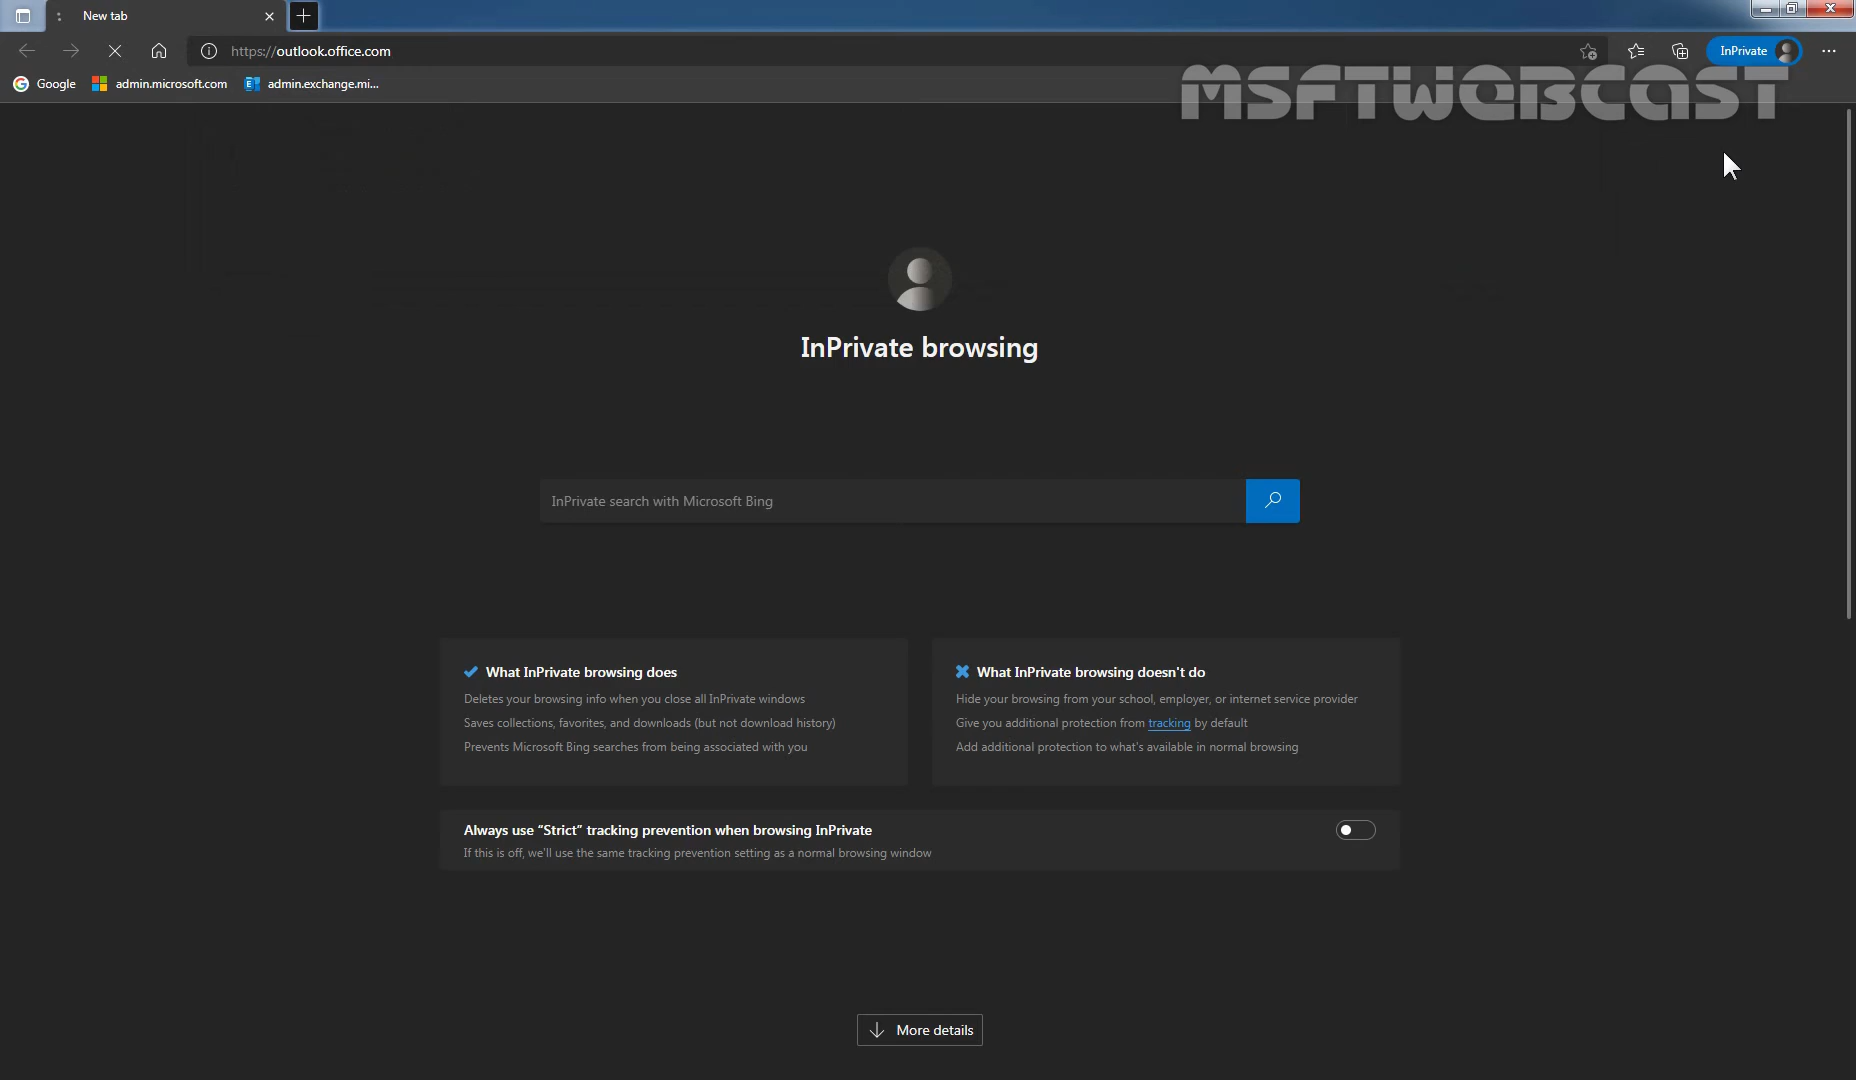 New tab
https://outlook.office.com
InPrivate
Google
admin.microsoft.com
admin.exchange.mi...
MSFTWEBCAST
InPrivate browsing
InPrivate search with Microsoft Bing
What InPrivate browsing does
Deletes your browsing info when you close all InPrivate windows
Saves collections, favorites, and downloads (but not download history)
Prevents Microsoft Bing searches from being associated with you
What InPrivate browsing doesn't do
Hide your browsing from your school, employer, or internet service provider
Give you additional protection from tracking by default
Add additional protection to what's available in normal browsing
Always use “Strict” tracking prevention when browsing InPrivate
If this is off, we'll use the same tracking prevention setting as a normal browsing window
More details